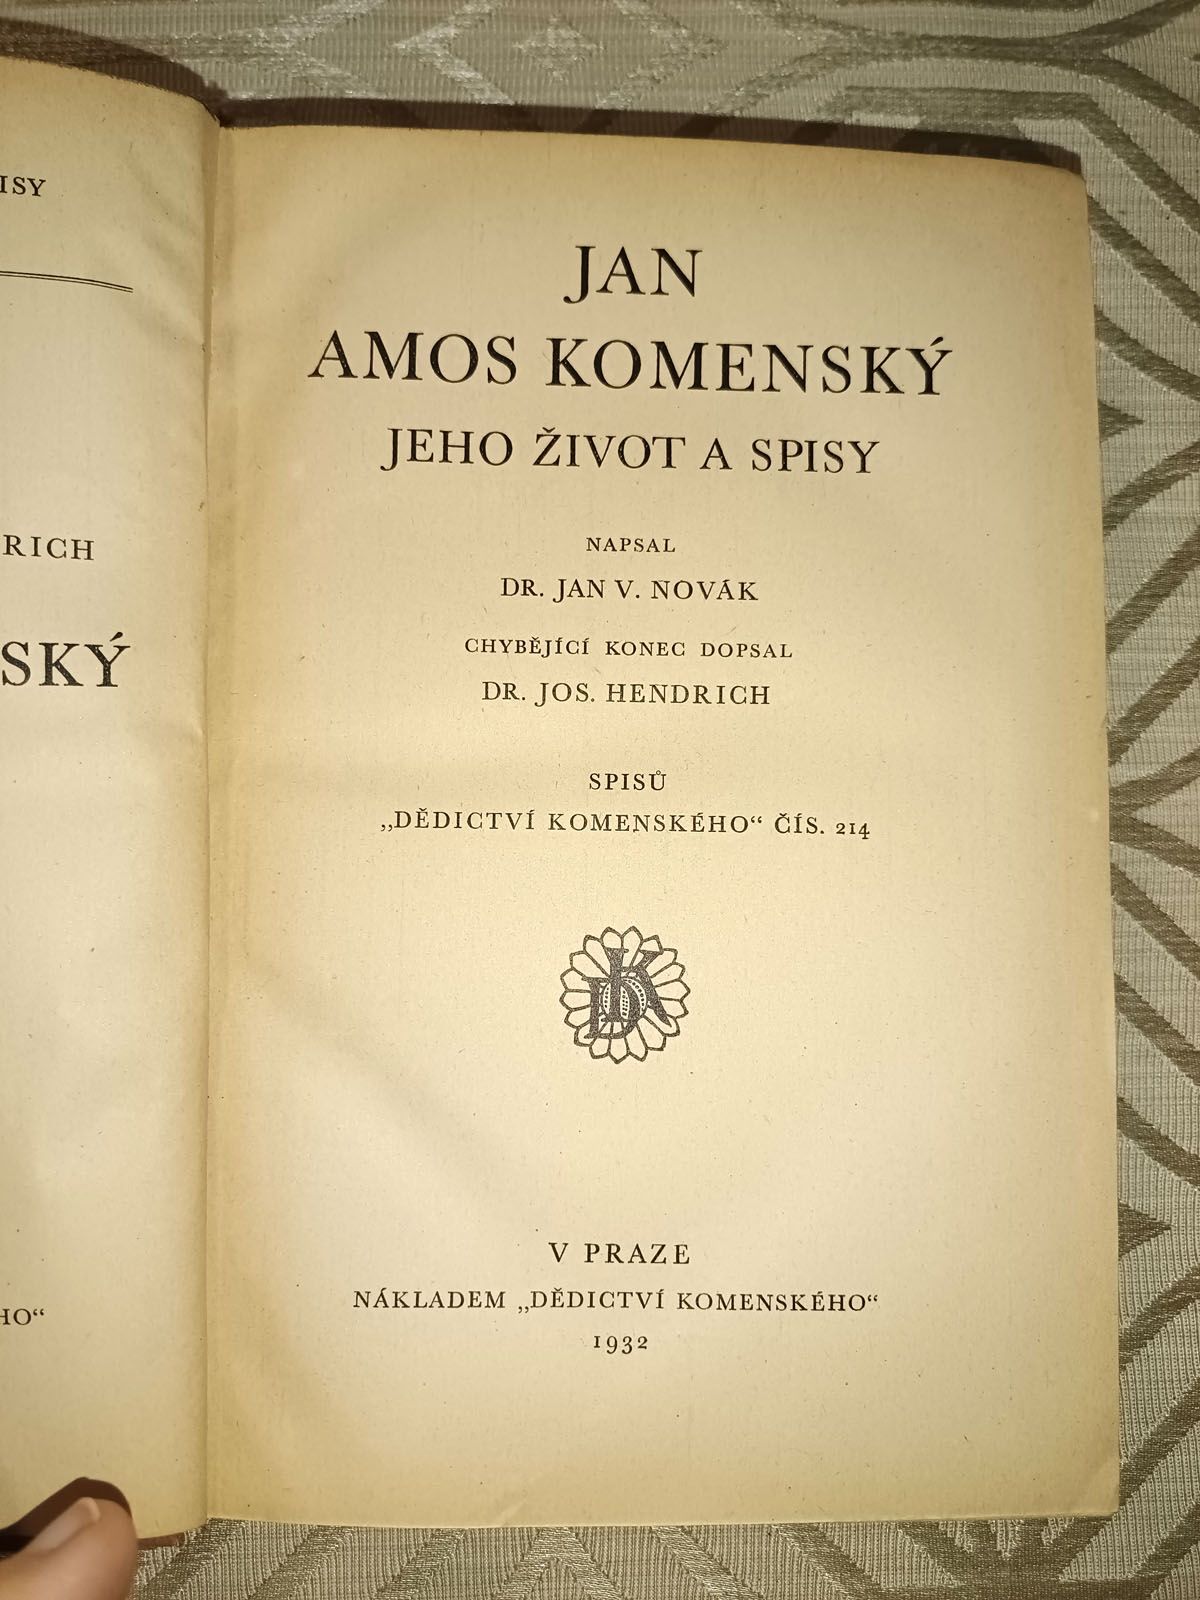 ISY
RICH
SKÝ
HO“
JAN
AMOS KOMENSKÝ
JEHO ŽIVOT A SPISY
NAPSAL
DR. JAN V. NOVÁK
CHYBĚJÍCÍ KONEC DOPSAL
DR. JOS. HENDRICH
SPISŮ
„DĚDICTVÍ KOMENSKÉHO“ ČÍS. 214
DK
V PRAZE
NÁKLADEM „DĚDICTVÍ KOMENSKÉHO“
1932